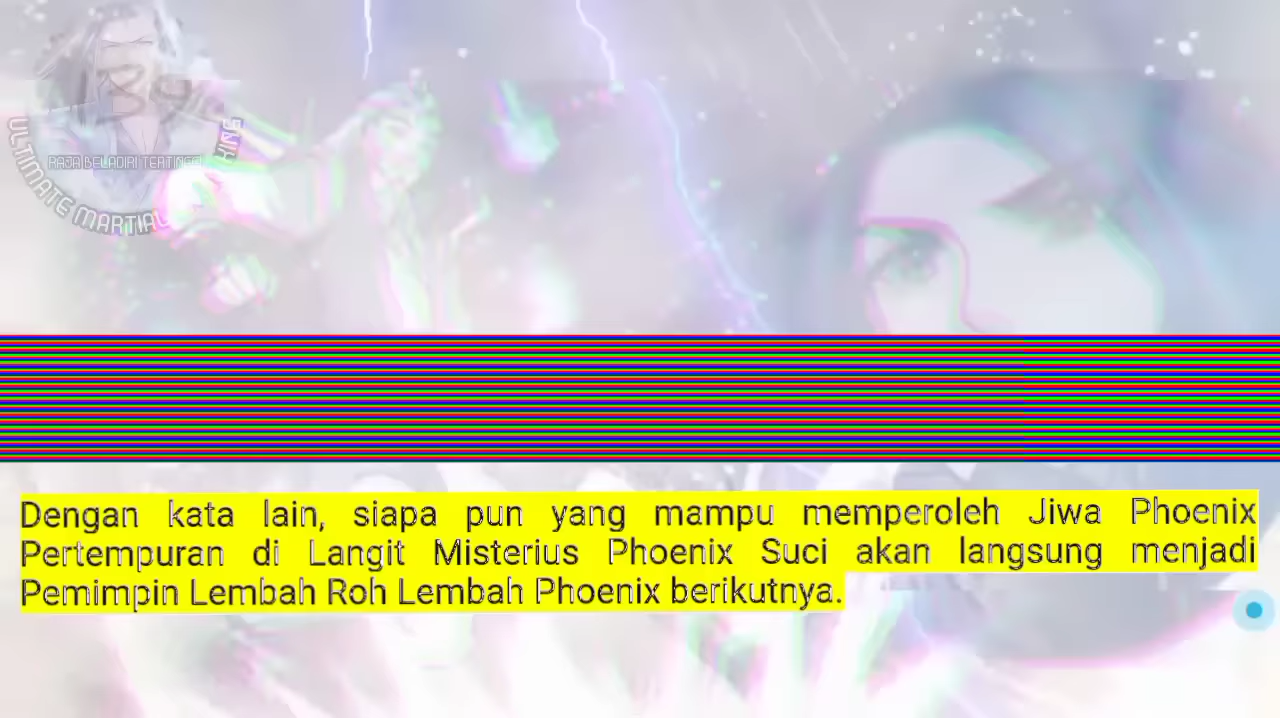 RAJA BELADIRI TERTINGGI
ULTIMATE MARTIAL KING
Dengan kata lain, siapa pun yang mampu memperoleh Jiwa Phoenix
Pertempuran di Langit Misterius Phoenix Suci akan langsung menjadi
Pemimpin Lembah Roh Lembah Phoenix berikutnya.